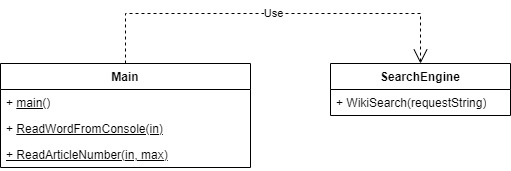 Use
Main
SearchEngine
+ main()
+ WikiSearch(requestString)
+ ReadWordFromConsole(in)
+ ReadArticleNumber(in, max)